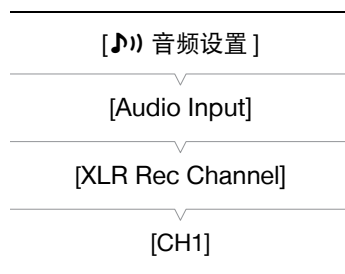 [♪)) 音频设置]
[Audio Input]
[XLR Rec Channel]
[CH1]